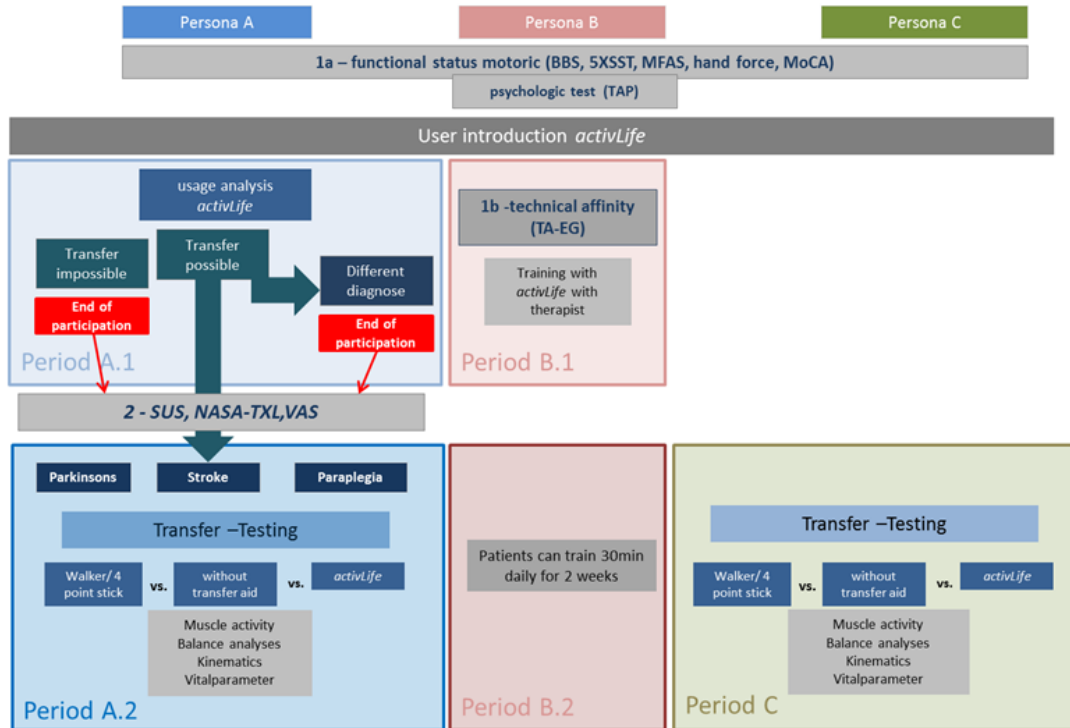 Persona A
Persona B
Persona C
1a – functional status motoric (BBS, 5XSST, MFAS, hand force, MoCA)
psychologic test (TAP)
User introduction activLife
usage analysis
activLife
Transfer
impossible
Transfer
possible
Different
diagnose
End of
participation
End of
participation
Period A.1
1b -technical affinity
(TA-EG)
Training with
activLife with
therapist
Period B.1
2 - SUS, NASA-TXL,VAS
Parkinsons
Stroke
Paraplegia
Transfer –Testing
Walker/ 4
point stick
vs.
without
transfer aid
vs.
activLife
Muscle activity
Balance analyses
Kinematics
Vitalparameter
Period A.2
Patients can train 30min
daily for 2 weeks
Period B.2
Transfer –Testing
Walker/ 4
point stick
vs.
without
transfer aid
vs.
activLife
Muscle activity
Balance analyses
Kinematics
Vitalparameter
Period C